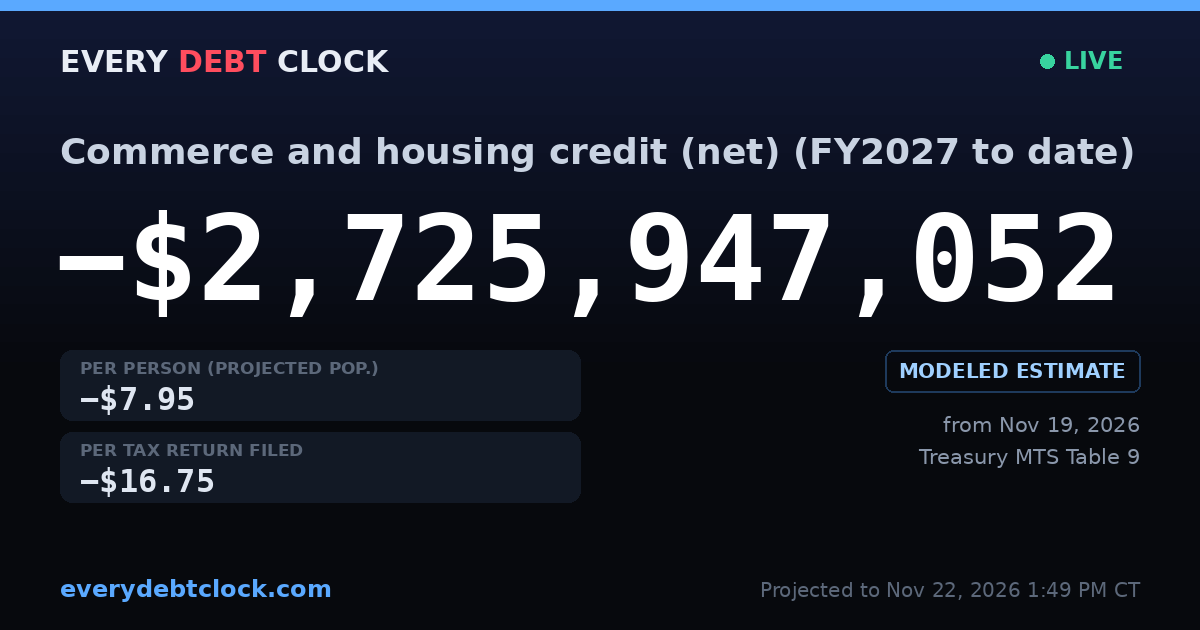 EVERY DEBT CLOCK
LIVE
Commerce and housing credit (net) (FY2027 to date)
−$2,725,947,052
PER PERSON (PROJECTED POP.)
−$7.95
PER TAX RETURN FILED
−$16.75
MODELED ESTIMATE
from Nov 19, 2026
Treasury MTS Table 9
everydebtclock.com
Projected to Nov 22, 2026 1:49 PM CT